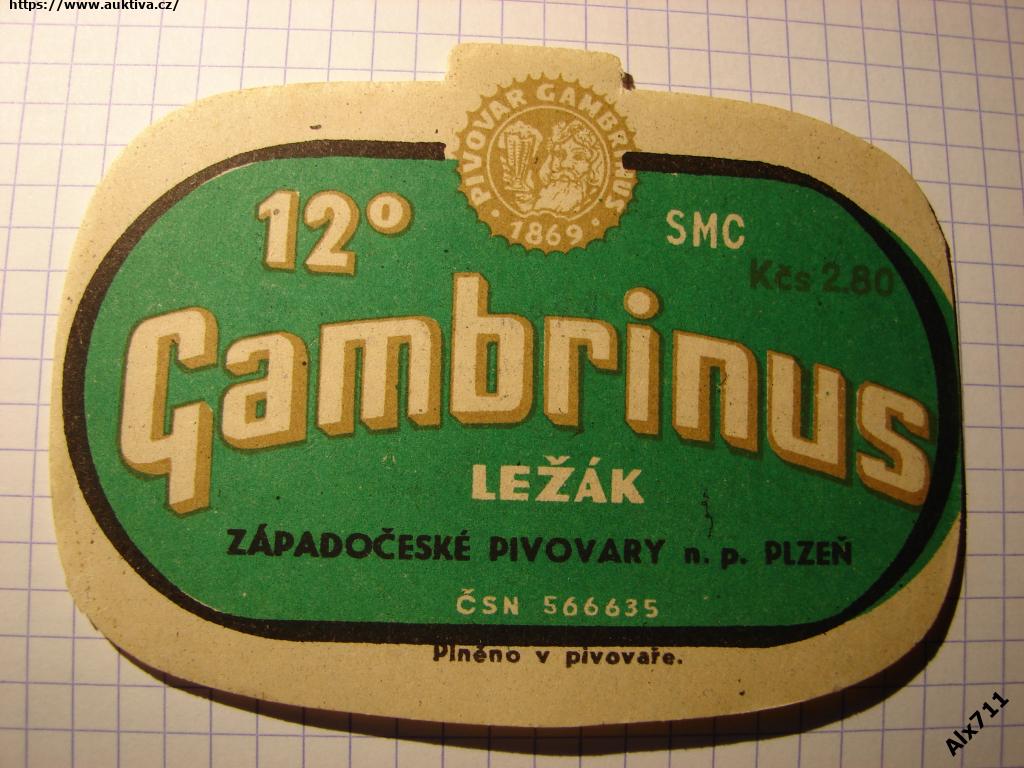 https://www.auktiva.cz/
PIVOVAR GAMBRINUS
· 1869 ·
12°
SMC
Kčs 2.80
Gambrinus
LEŽÁK
ZÁPADOČESKÉ PIVOVARY n. p. PLZEŇ
ČSN 566635
Plněno v pivovaře.
Alx711